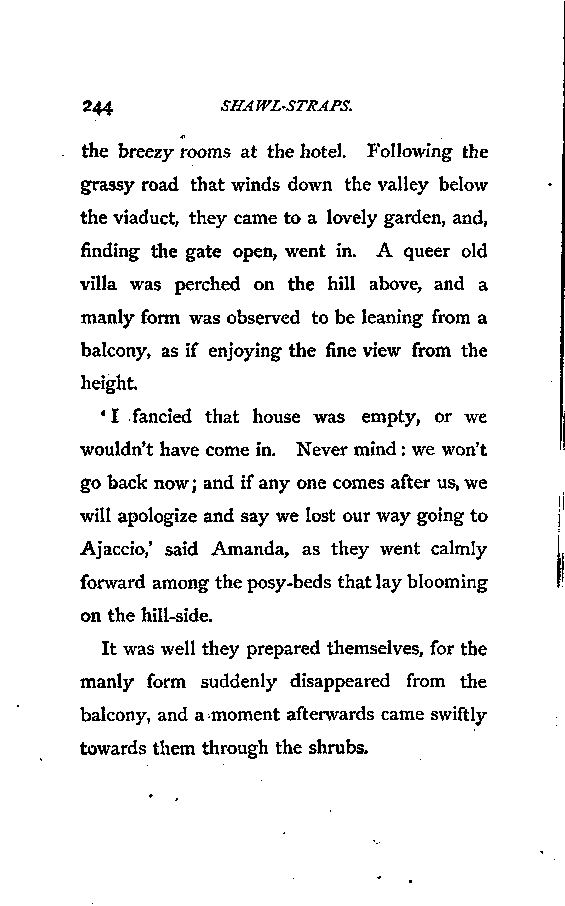 244 SHAWL-STRAPS.
the breezy rooms at the hotel. Following the
grassy road that winds down the valley below
the viaduct, they came to a lovely garden, and,
finding the gate open, went in. A queer old
villa was perched on the hill above, and a
manly form was observed to be leaning from a
balcony, as if enjoying the fine view from the
height.
‘I fancied that house was empty, or we
wouldn’t have come in. Never mind: we won’t
go back now; and if any one comes after us, we
will apologize and say we lost our way going to
Ajaccio,’ said Amanda, as they went calmly
forward among the posy-beds that lay blooming
on the hill-side.
It was well they prepared themselves, for the
manly form suddenly disappeared from the
balcony, and a moment afterwards came swiftly
towards them through the shrubs.